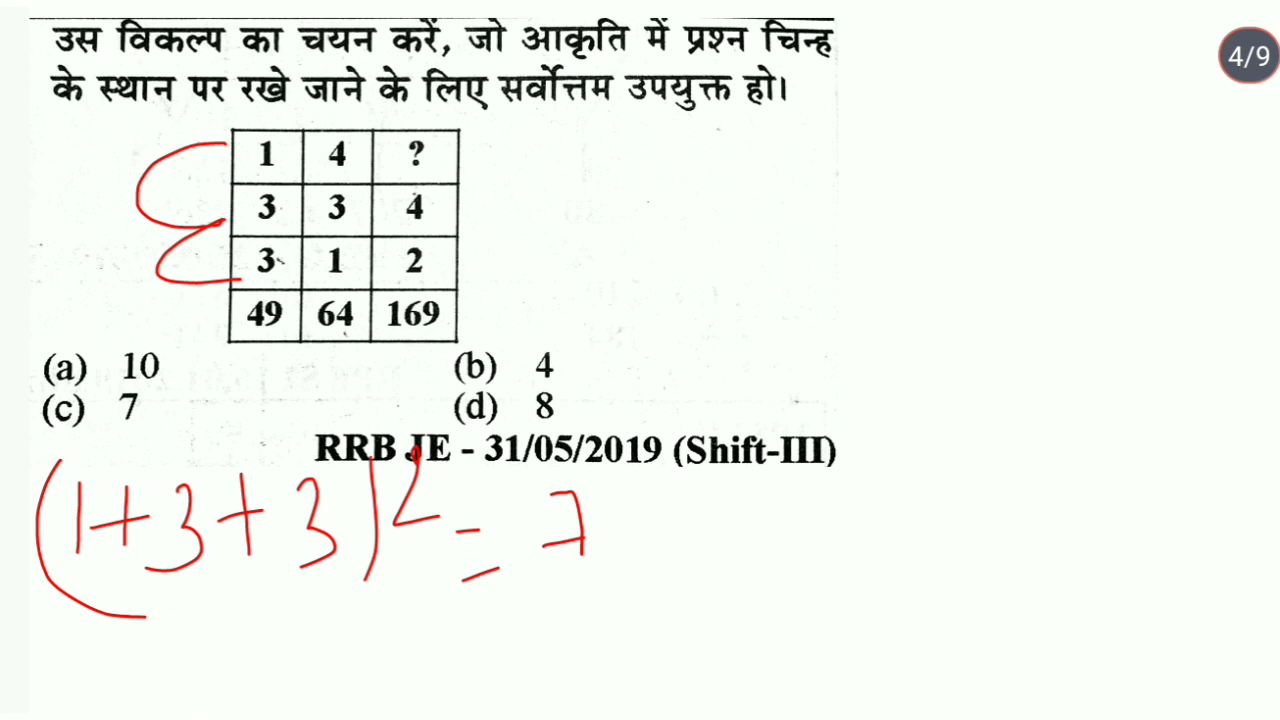 उस विकल्प का चयन करें, जो आकृति में प्रश्न चिन्ह
4/9
के स्थान पर रखे जाने के लिए सर्वोत्तम उपयुक्त हो।
1 4 ?
3 3 4
3 1 2
49 64 169
(a) 10 (b) 4
(c) 7 (d) 8
RRB JE - 31/05/2019 (Shift-III)
(1+3+3)² = 7